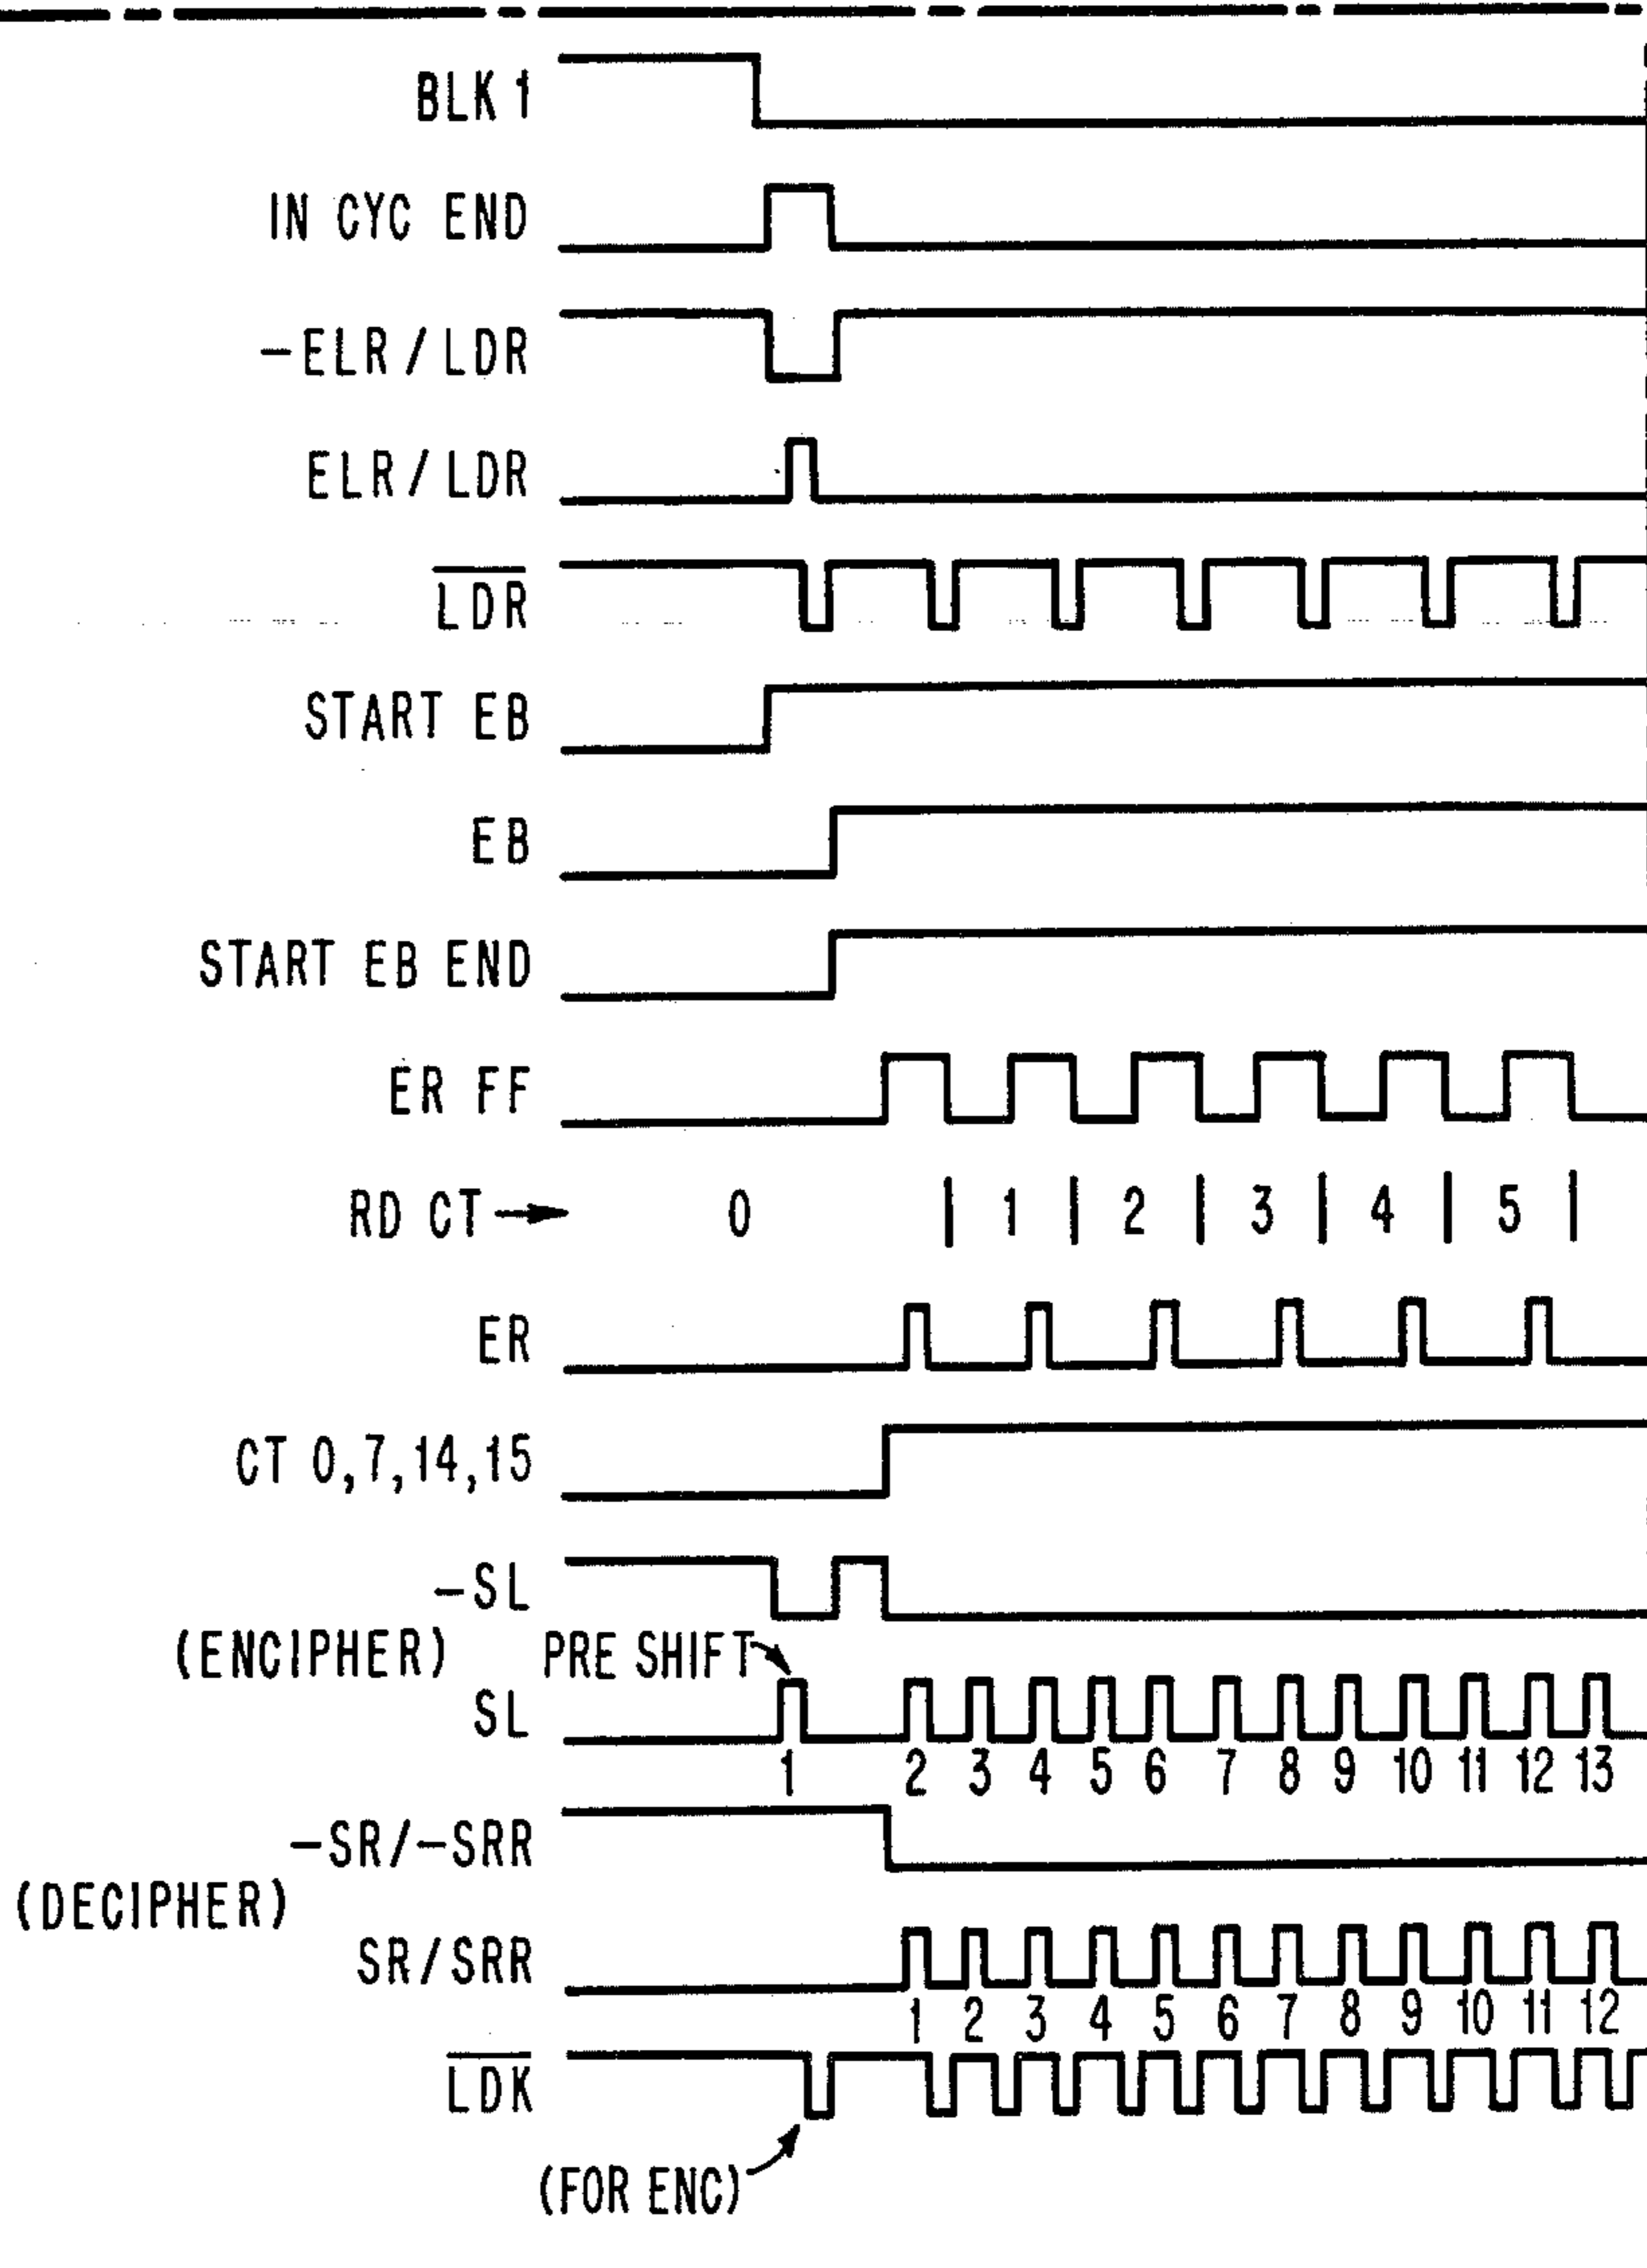 BLK 1
IN CYC END
-ELR / LDR
ELR / LDR
LDR
START EB
EB
START EB END
ER FF
RD CT → 0 | 1 | 2 | 3 | 4 | 5 |
ER
CT 0,7,14,15
-SL
(ENCIPHER) PRE SHIFT
SL
1 2 3 4 5 6 7 8 9 10 11 12 13
-SR/-SRR
(DECIPHER)
SR/SRR
1 2 3 4 5 6 7 8 9 10 11 12
LDK
(FOR ENC)